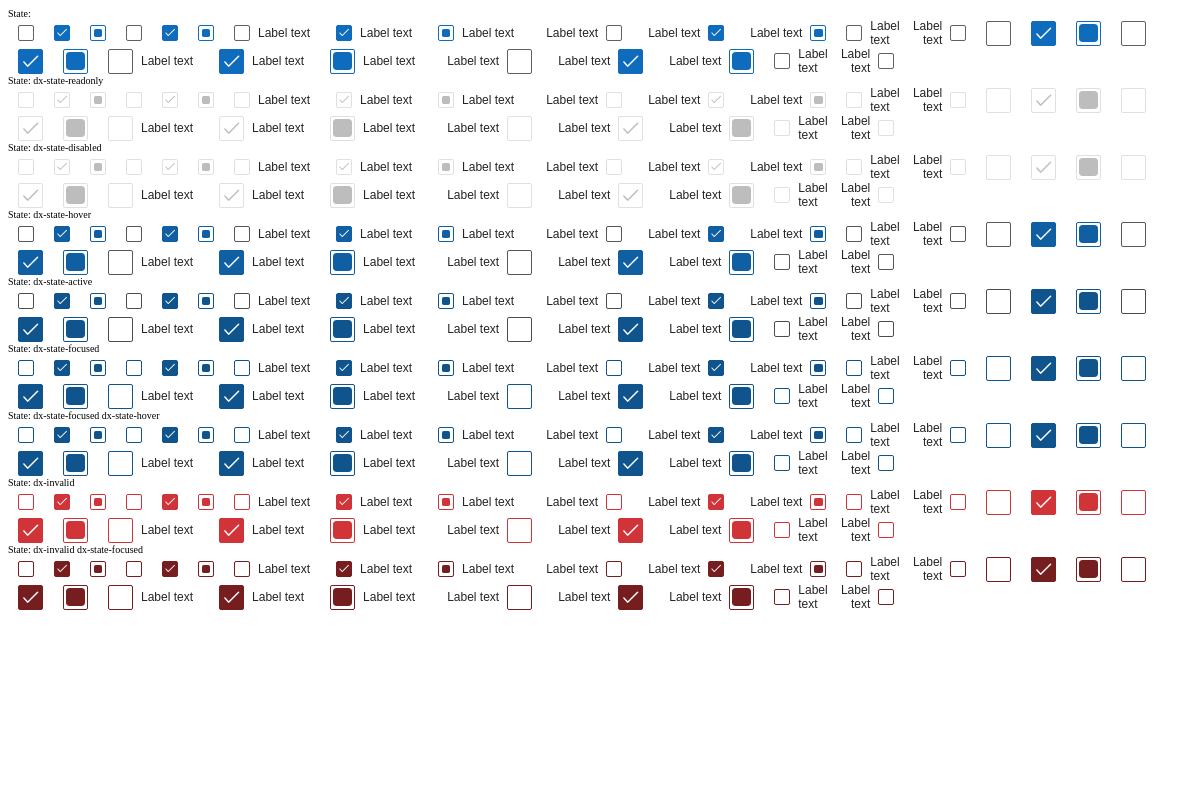 State:
Label text Label text Label text Label text Label text Label text Label Label
text text
Label text Label text Label text Label text Label text Label text Label Label
text text
State: dx-state-readonly
Label text Label text Label text Label text Label text Label text Label Label
text text
Label text Label text Label text Label text Label text Label text Label Label
text text
State: dx-state-disabled
Label text Label text Label text Label text Label text Label text Label Label
text text
Label text Label text Label text Label text Label text Label text Label Label
text text
State: dx-state-hover
Label text Label text Label text Label text Label text Label text Label Label
text text
Label text Label text Label text Label text Label text Label text Label Label
text text
State: dx-state-active
Label text Label text Label text Label text Label text Label text Label Label
text text
Label text Label text Label text Label text Label text Label text Label Label
text text
State: dx-state-focused
Label text Label text Label text Label text Label text Label text Label Label
text text
Label text Label text Label text Label text Label text Label text Label Label
text text
State: dx-state-focused dx-state-hover
Label text Label text Label text Label text Label text Label text Label Label
text text
Label text Label text Label text Label text Label text Label text Label Label
text text
State: dx-invalid
Label text Label text Label text Label text Label text Label text Label Label
text text
Label text Label text Label text Label text Label text Label text Label Label
text text
State: dx-invalid dx-state-focused
Label text Label text Label text Label text Label text Label text Label Label
text text
Label text Label text Label text Label text Label text Label text Label Label
text text